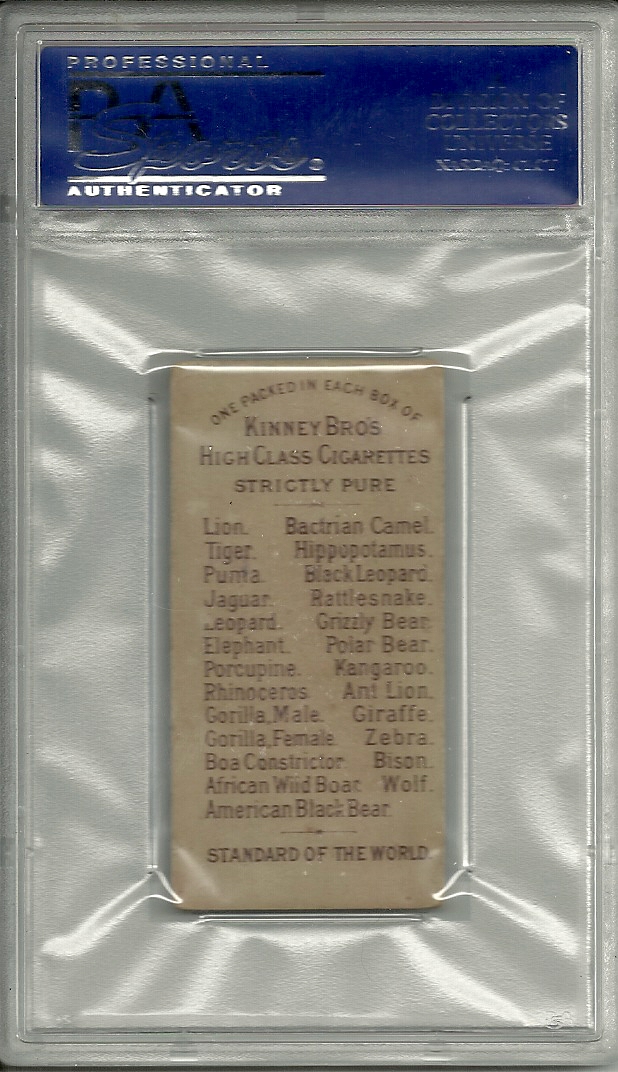 PROFESSIONAL
PSA
Sports
AUTHENTICATOR
DIVISION OF
COLLECTORS
UNIVERSE
NASDAQ: CLCT
ONE PACKED IN EACH BOX OF
KINNEY BRO'S
HIGH CLASS CIGARETTES
STRICTLY PURE
Lion. Bactrian Camel.
Tiger. Hippopotamus.
Puma. Black Leopard.
Jaguar. Rattlesnake.
Leopard. Grizzly Bear.
Elephant. Polar Bear.
Porcupine. Kangaroo.
Rhinoceros. Ant Lion.
Gorilla, Male. Giraffe.
Gorilla, Female. Zebra.
Boa Constrictor. Bison.
African Wild Boar. Wolf.
American Black Bear.
STANDARD OF THE WORLD.